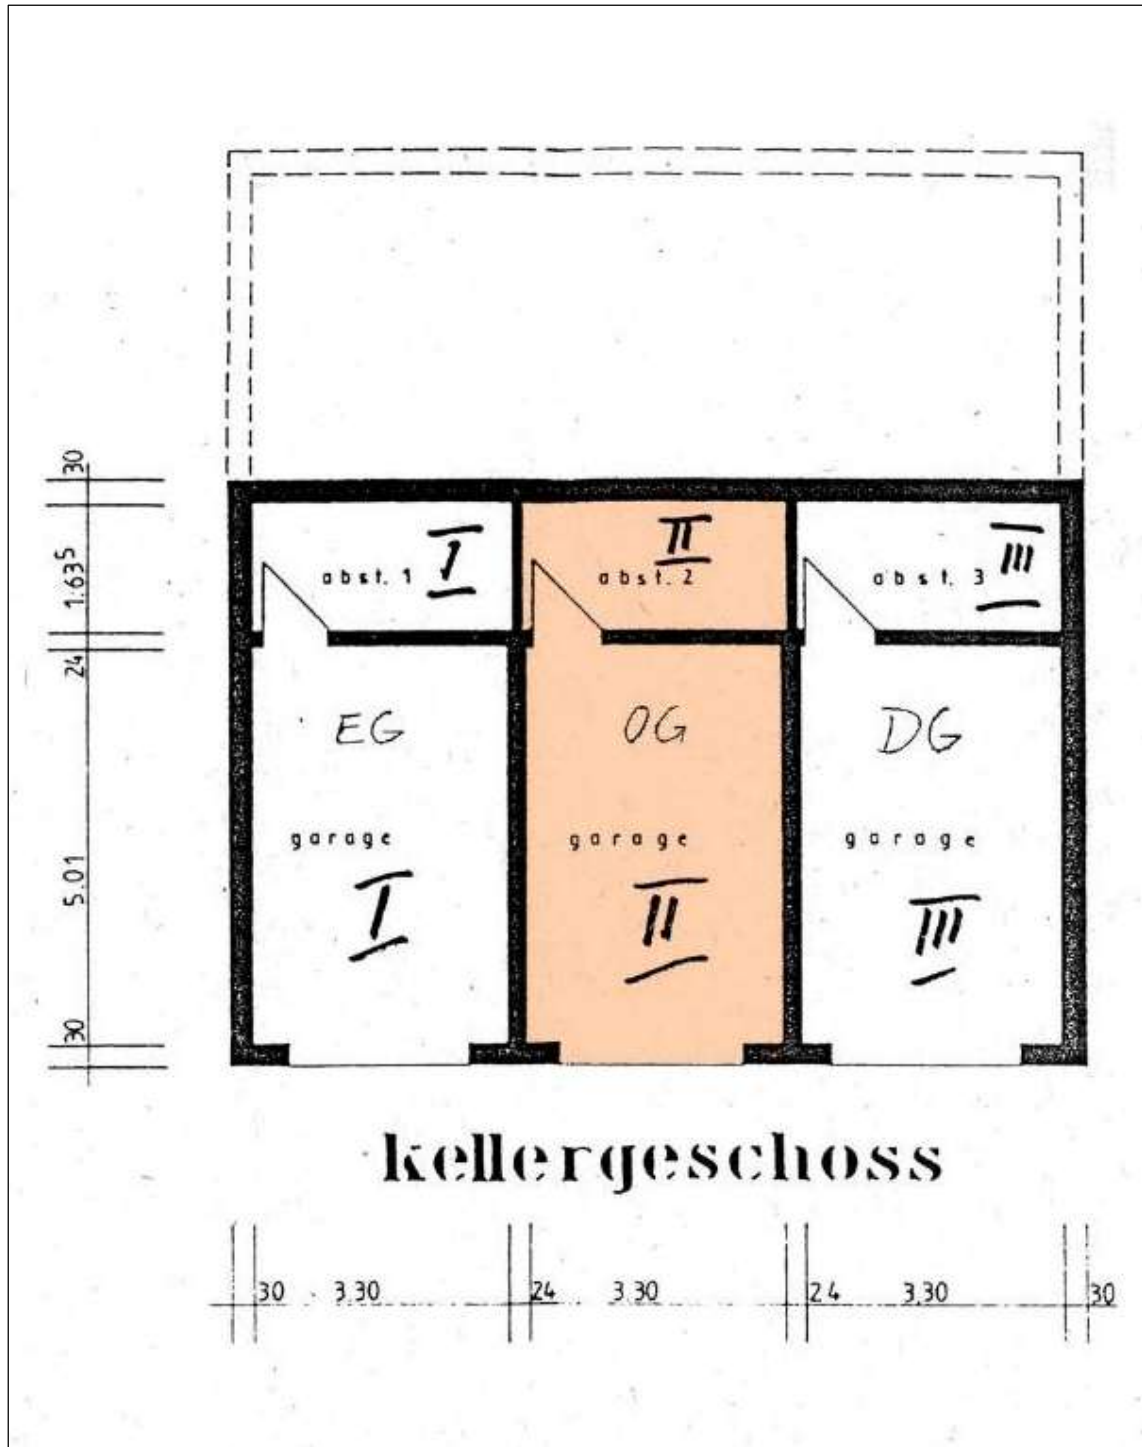 30
1.635
24
5.01
30
abst. 1 I
abst. 2 II
abst. 3 III
EG
OG
DG
garage
garage
garage
I
II
III
kellergeschoss
30 3.30 24 3.30 24 3.30 30